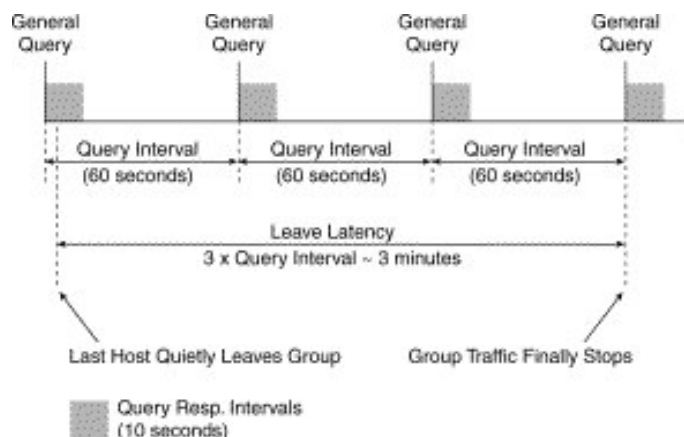 General
Query
General
Query
General
Query
General
Query
Query Interval
(60 seconds)
Query Interval
(60 seconds)
Query Interval
(60 seconds)
Leave Latency
3 x Query Interval ~ 3 minutes
Last Host Quietly Leaves Group
Group Traffic Finally Stops
Query Resp. Intervals
(10 seconds)